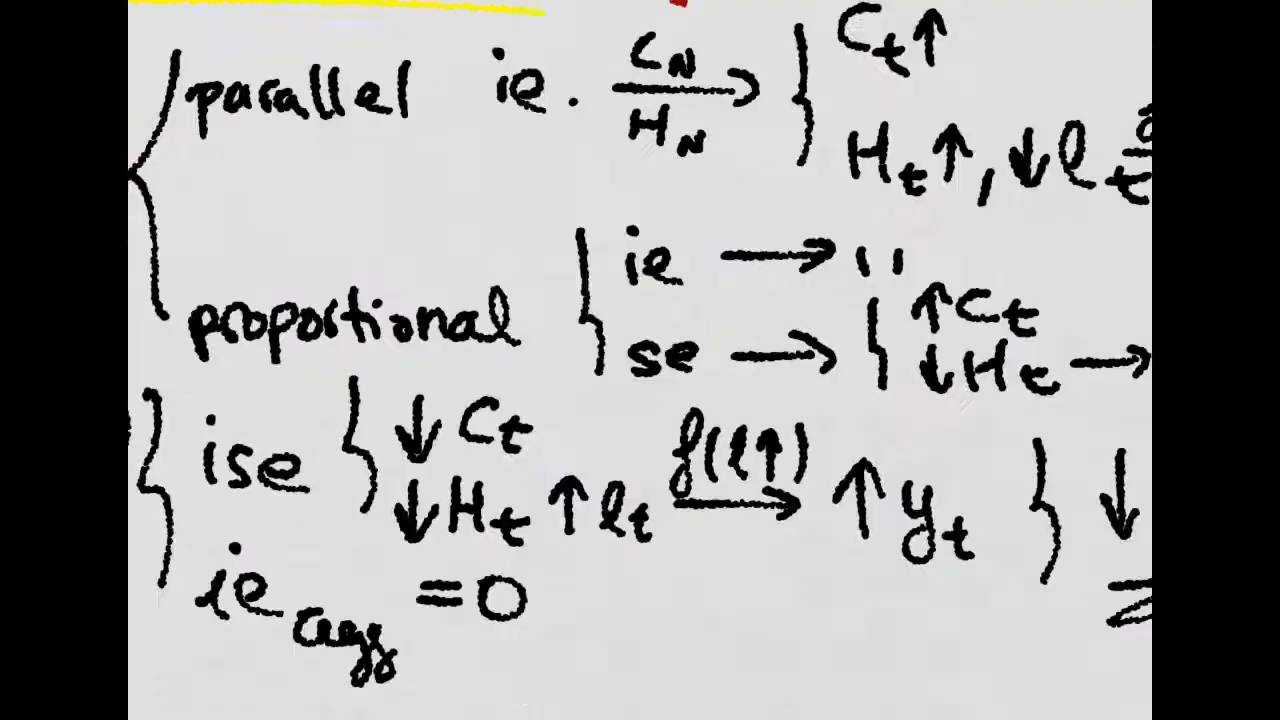 parallel ie. C_N / H_N → { C_t ↑
H_t ↑, ↓ l_t
proportional { ie → "
se → { ↑ C_t
↓ H_t →
ise { ↓ C_t
↓ H_t ↑ l_t f(l↑) → ↑ y_t } ↓
ie_agg = 0